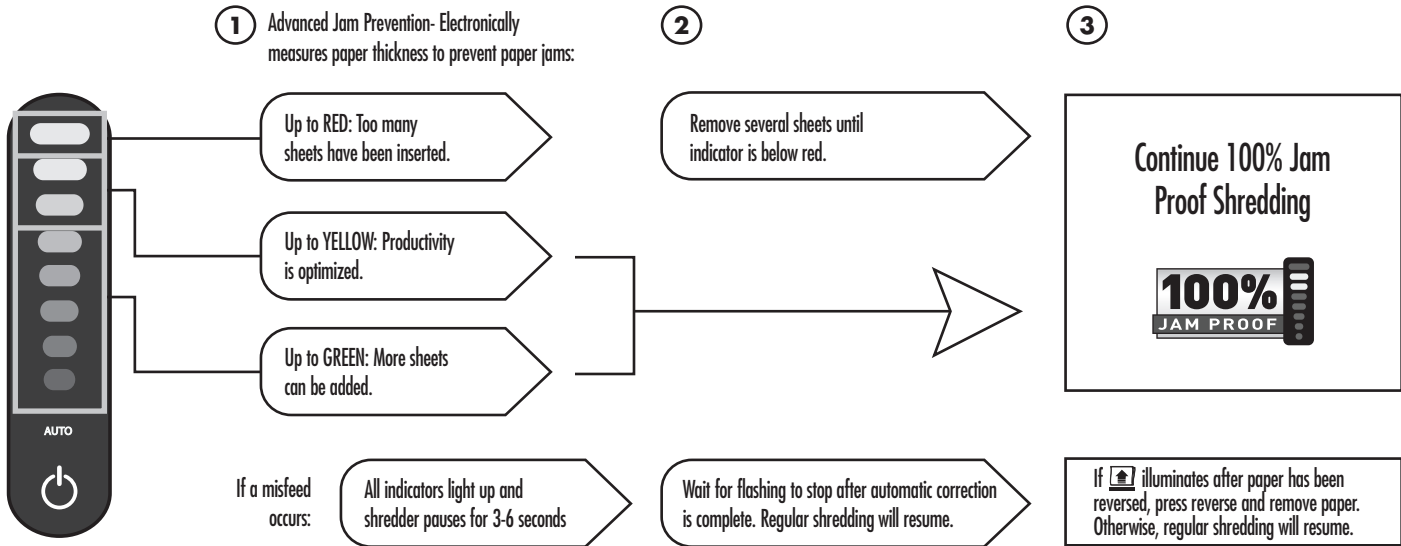 1
Advanced Jam Prevention- Electronically
measures paper thickness to prevent paper jams:
2
3
Up to RED: Too many
sheets have been inserted.
Remove several sheets until
indicator is below red.
Continue 100% Jam
Proof Shredding
100%
JAM PROOF
Up to YELLOW: Productivity
is optimized.
Up to GREEN: More sheets
can be added.
AUTO
If a misfeed
occurs:
All indicators light up and
shredder pauses for 3-6 seconds
Wait for flashing to stop after automatic correction
is complete. Regular shredding will resume.
If illuminates after paper has been
reversed, press reverse and remove paper.
Otherwise, regular shredding will resume.